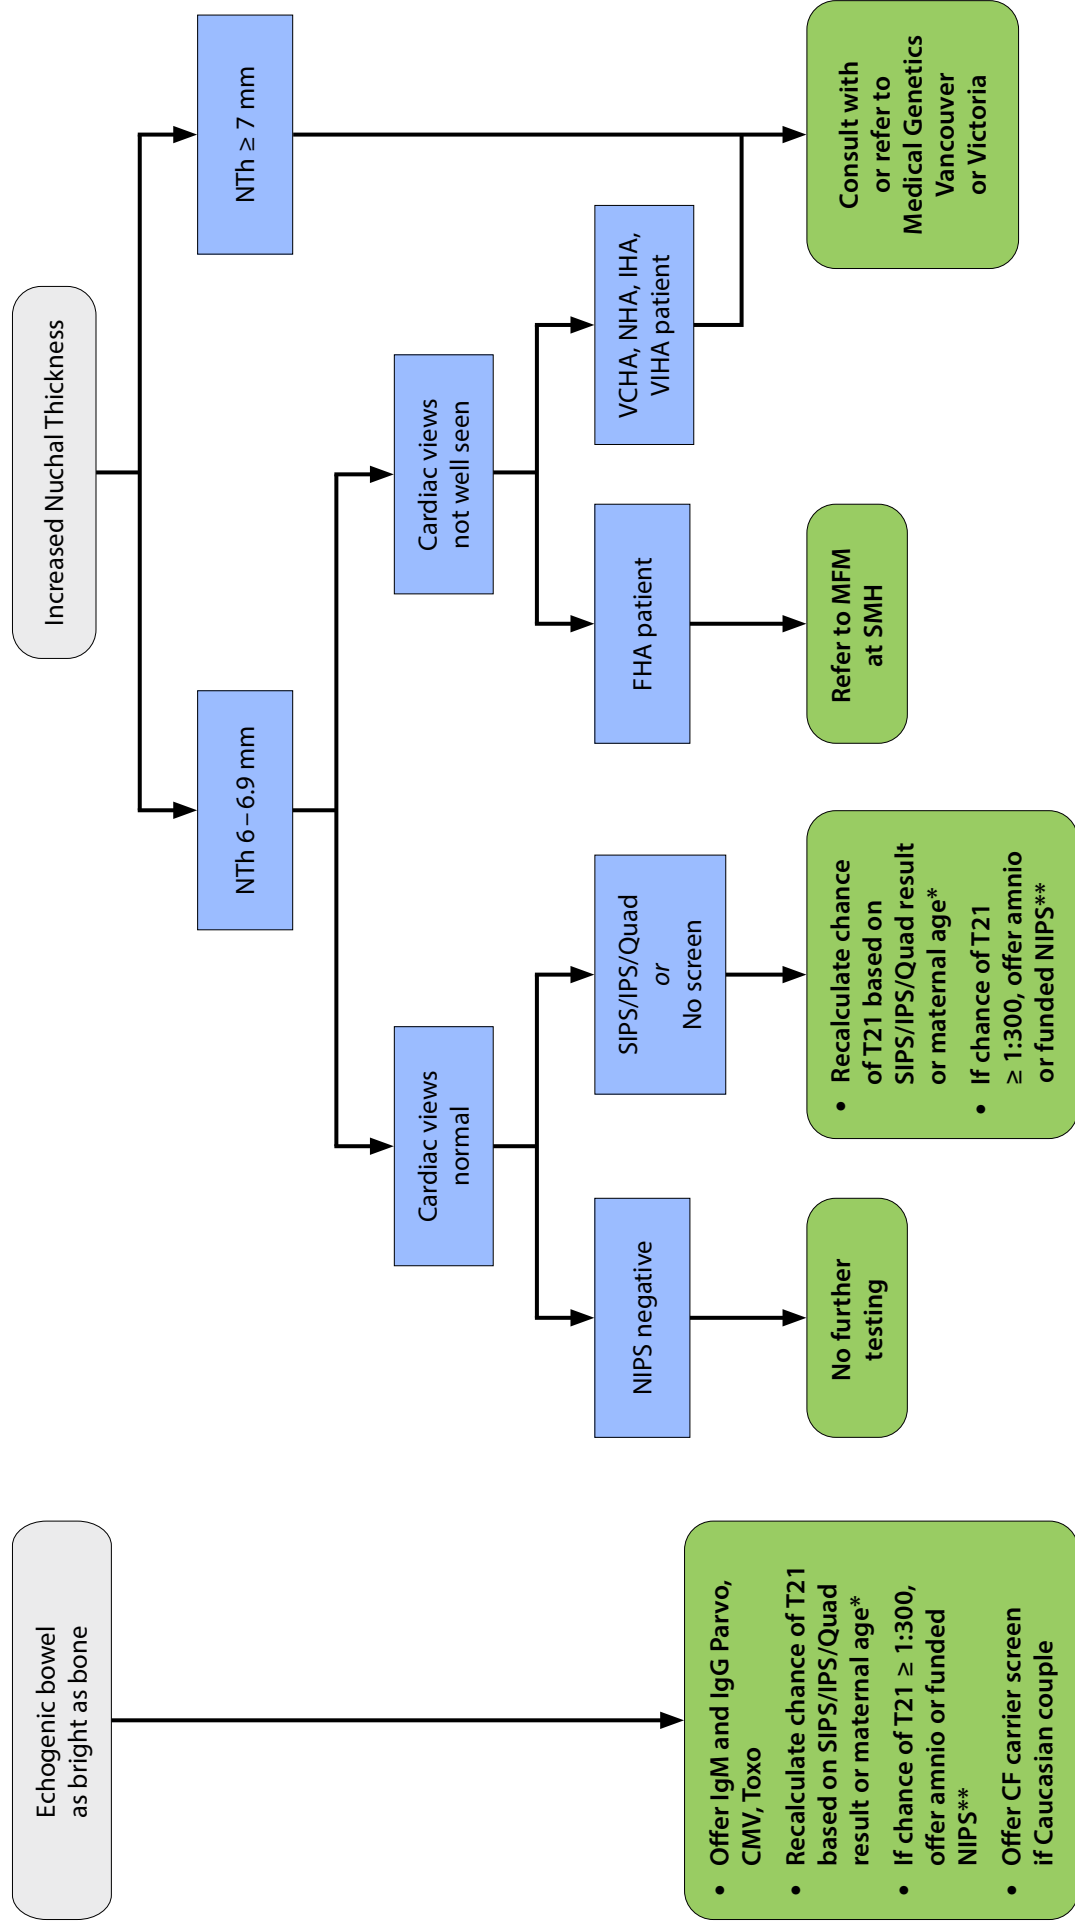 Echogenic bowel
as bright as bone
• Offer IgM and IgG Parvo,
CMV, Toxo
• Recalculate chance of T21
based on SIPS/IPS/Quad
result or maternal age*
• If chance of T21 ≥ 1:300,
offer amnio or funded
NIPS**
• Offer CF carrier screen
if Caucasian couple
Increased Nuchal Thickness
NTh 6 – 6.9 mm
NTh ≥ 7 mm
Cardiac views
normal
Cardiac views
not well seen
NIPS negative
SIPS/IPS/Quad
or
No screen
FHA patient
VCHA, NHA, IHA,
VIHA patient
No further
testing
• Recalculate chance
of T21 based on
SIPS/IPS/Quad result
or maternal age*
• If chance of T21
≥ 1:300, offer amnio
or funded NIPS**
Refer to MFM
at SMH
Consult with
or refer to
Medical Genetics
Vancouver
or Victoria